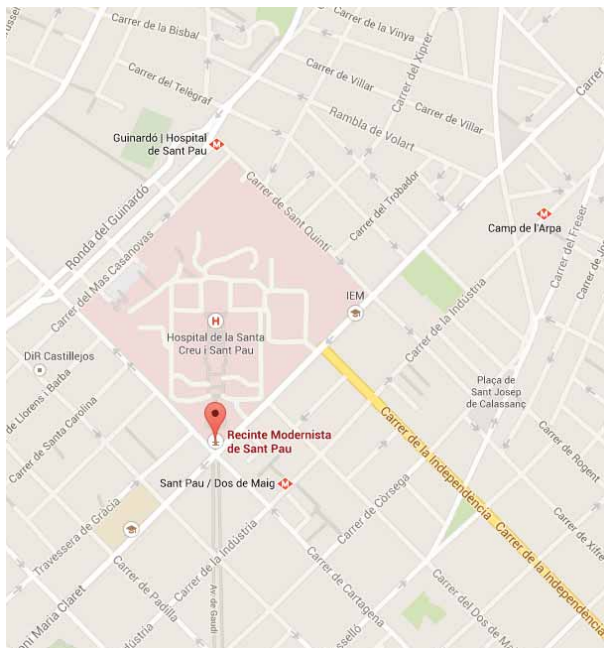 Carrer de la Bisbal
Carrer de la Vinya
Carrer del Xiprer
Carrer del Telègraf
Carrer de Villar
Rambla de Volart
Carrer de Villar
Guinardó | Hospital
de Sant Pau
Ronda del Guinardó
Carrer de Sant Quintí
Carrer del Trobador
Camp de l'Arpa
Carrer del Freser
Carrer del Mas Casanovas
IEM
Carrer de la Indústria
Hospital de la Santa
Creu i Sant Pau
DiR Castillejos
de Llorens i Barba
Carrer de Santa Carolina
Plaça de
Sant Josep
de Calassanç
Recinte Modernista
de Sant Pau
Carrer de la Independència
Carrer de la Independència
Carrer de Rogent
Sant Pau / Dos de Maig
Carrer de Còrsega
Travessera de Gràcia
Carrer de la Indústria
Carrer de Xifre
Carrer de Padilla
Av. de Gaudí
Carrer de Cartagena
Carrer del Dos de Ma
oni Maria Claret
ndústria
sselló